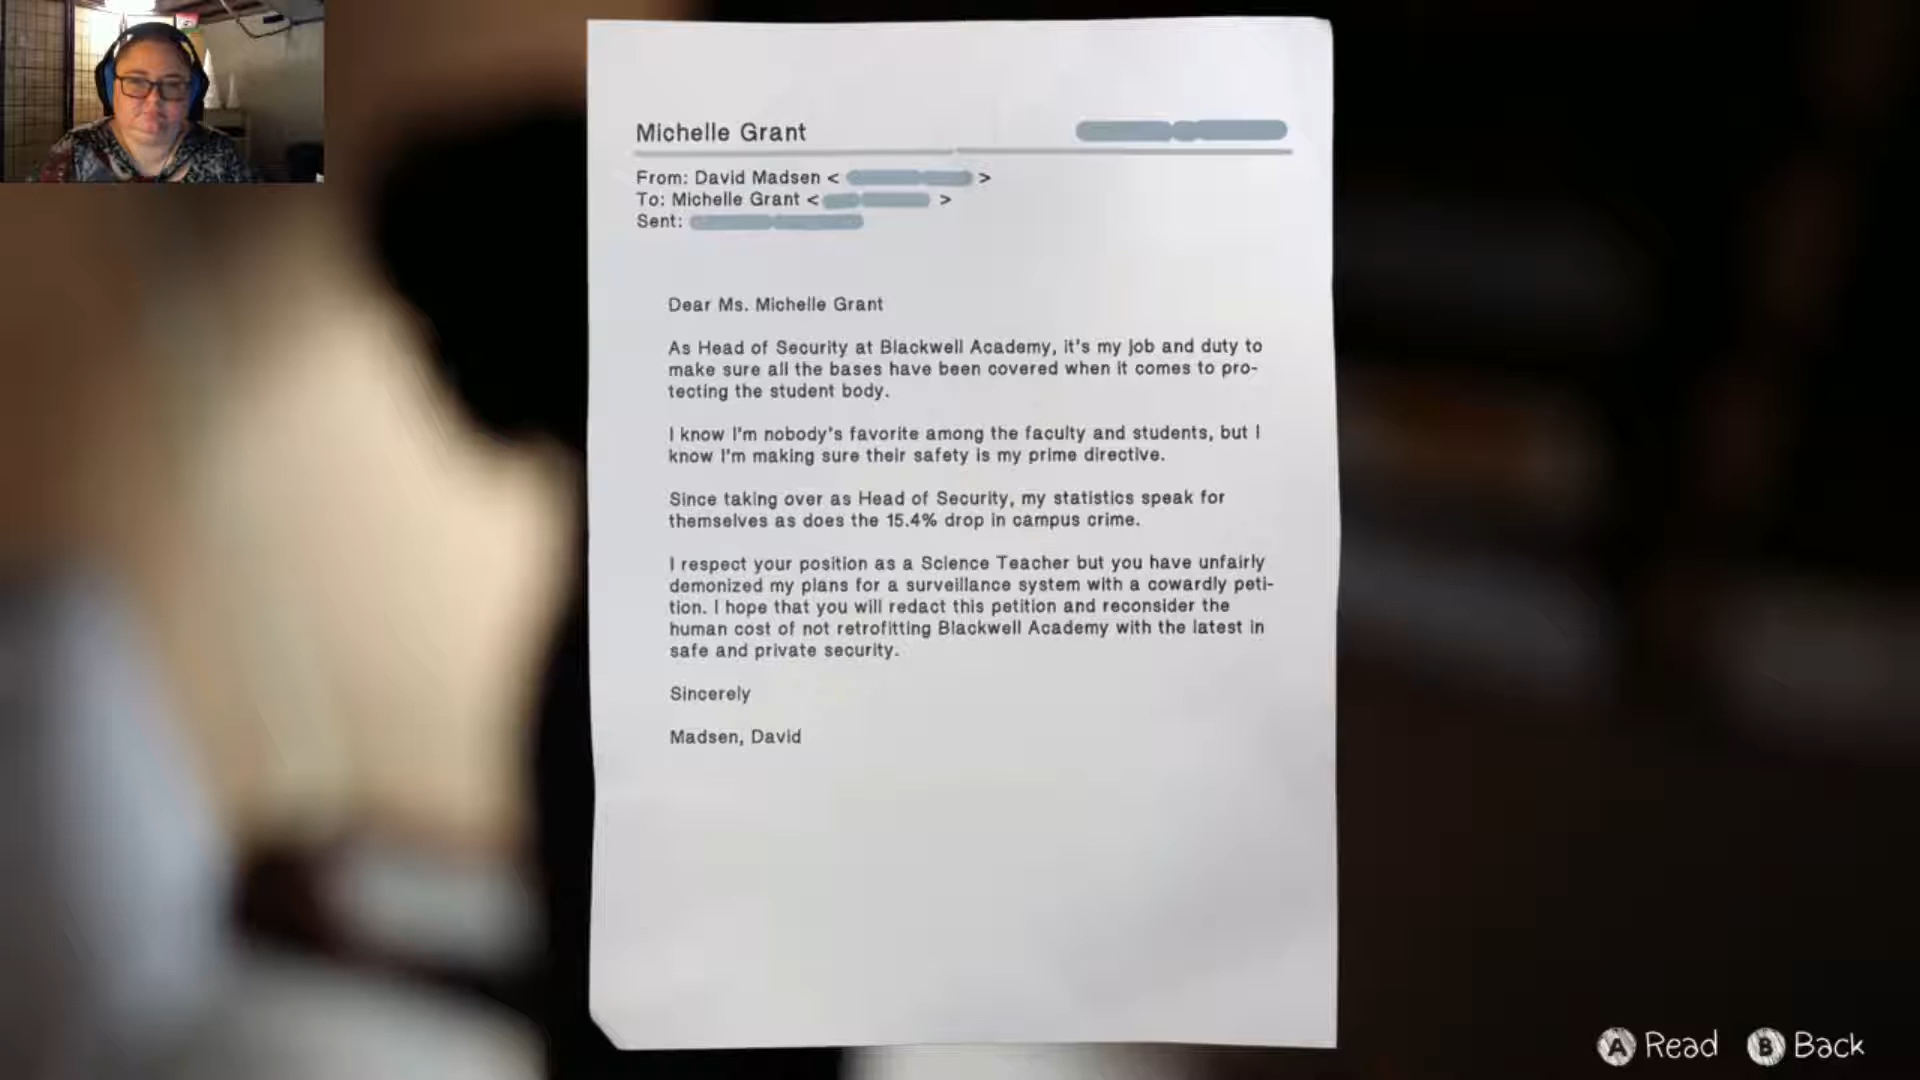 Michelle Grant
From: David Madsen < >
To: Michelle Grant < >
Sent:
Dear Ms. Michelle Grant
As Head of Security at Blackwell Academy, it's my job and duty to
make sure all the bases have been covered when it comes to pro-
tecting the student body.
I know I'm nobody's favorite among the faculty and students, but I
know I'm making sure their safety is my prime directive.
Since taking over as Head of Security, my statistics speak for
themselves as does the 15.4% drop in campus crime.
I respect your position as a Science Teacher but you have unfairly
demonized my plans for a surveillance system with a cowardly peti-
tion. I hope that you will redact this petition and reconsider the
human cost of not retrofitting Blackwell Academy with the latest in
safe and private security.
Sincerely
Madsen, David
A Read B Back